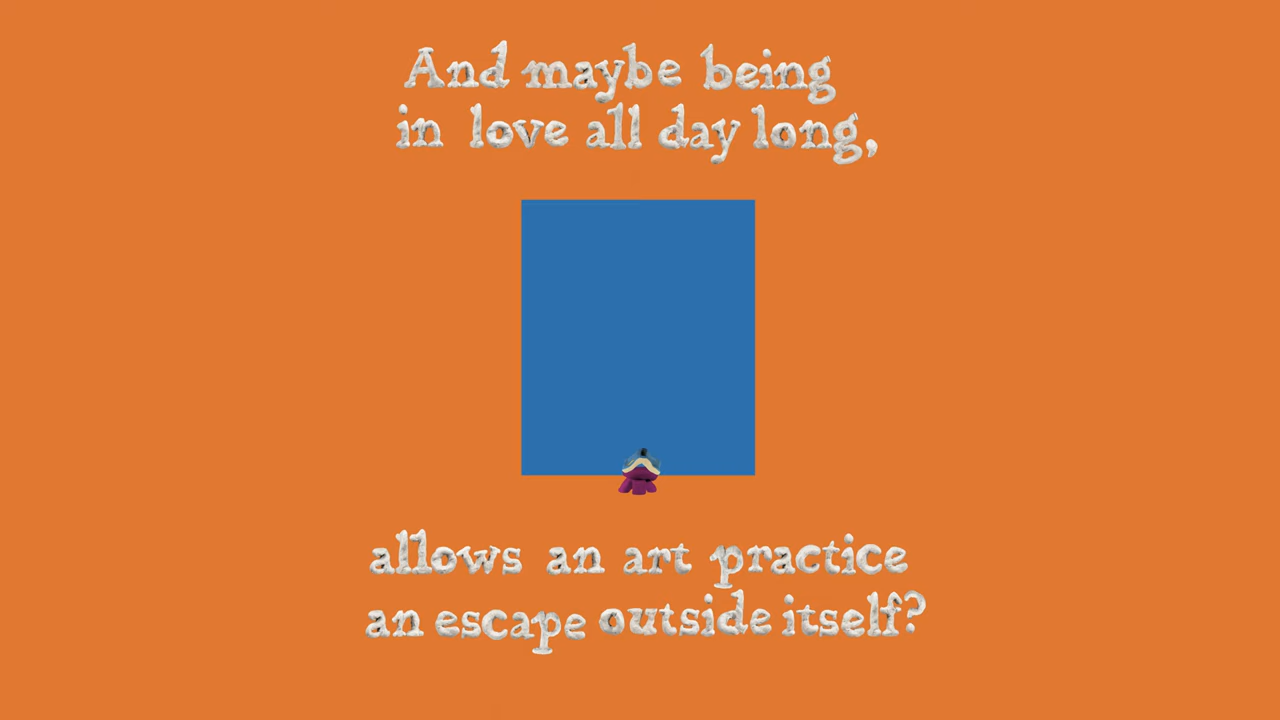 And maybe being
in love all day long,
allows an art practice
an escape outside itself?